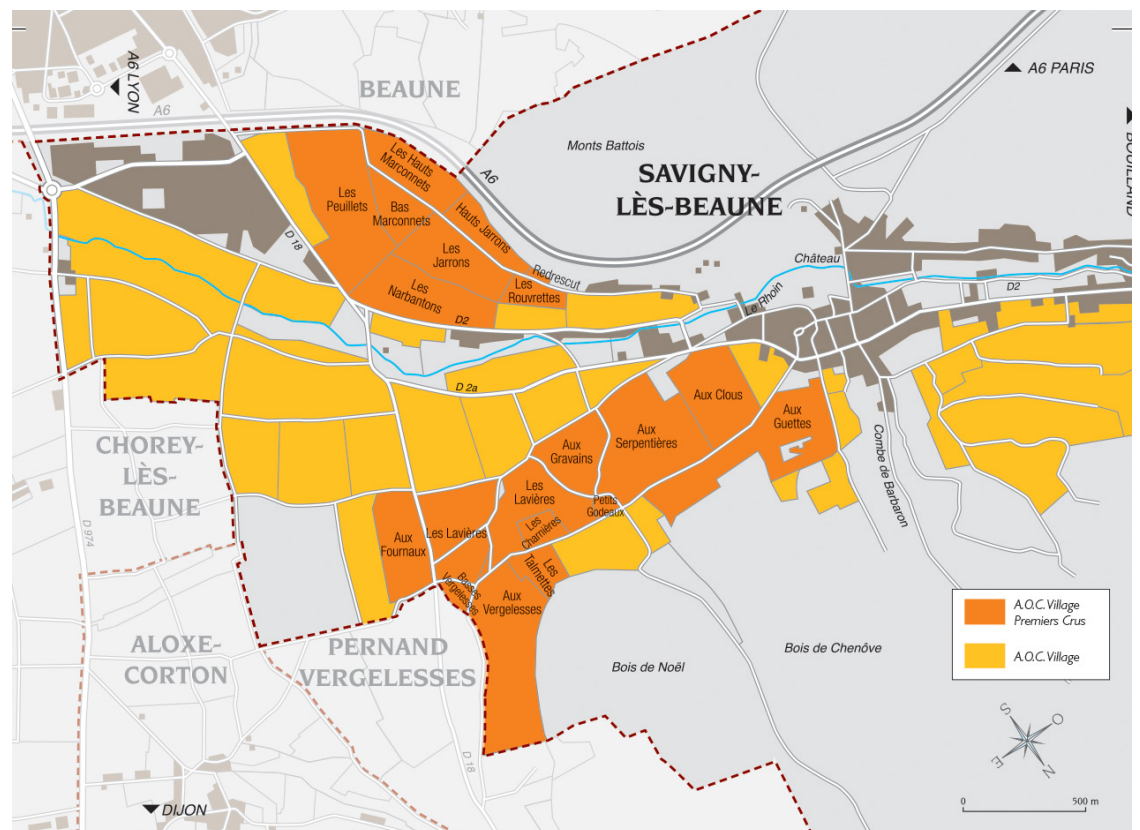 A6 LYON
A6
BEAUNE
A6 PARIS
BOUILLAND
Monts Battois
SAVIGNY-
LÈS-BEAUNE
Les Hauts
Marconnets
A6
Les
Peuillets
Bas
Marconnets
Hauts Jarrons
D 18
Les
Jarrons
Redrescut
Château
Les
Narbantons
Les
Rouvrettes
Le Rhoin
D2
D2
D 2a
Aux Clous
Aux
Guettes
Aux
Serpentières
Aux
Gravains
Combe de Barbaron
CHOREY-
LÈS-
BEAUNE
D 974
Les
Lavières
Petits
Godeaux
Les
Charnières
Les Lavières
Aux
Fournaux
Les
Talmettes
Basses
Vergelesses
Aux
Vergelesses
ALOXE-
CORTON
PERNAND
VERGELESSES
Bois de Noël
Bois de Chenôve
A.O.C. Village
Premiers Crus
A.O.C. Village
S
O
E
N
D 18
DIJON
0
500 m